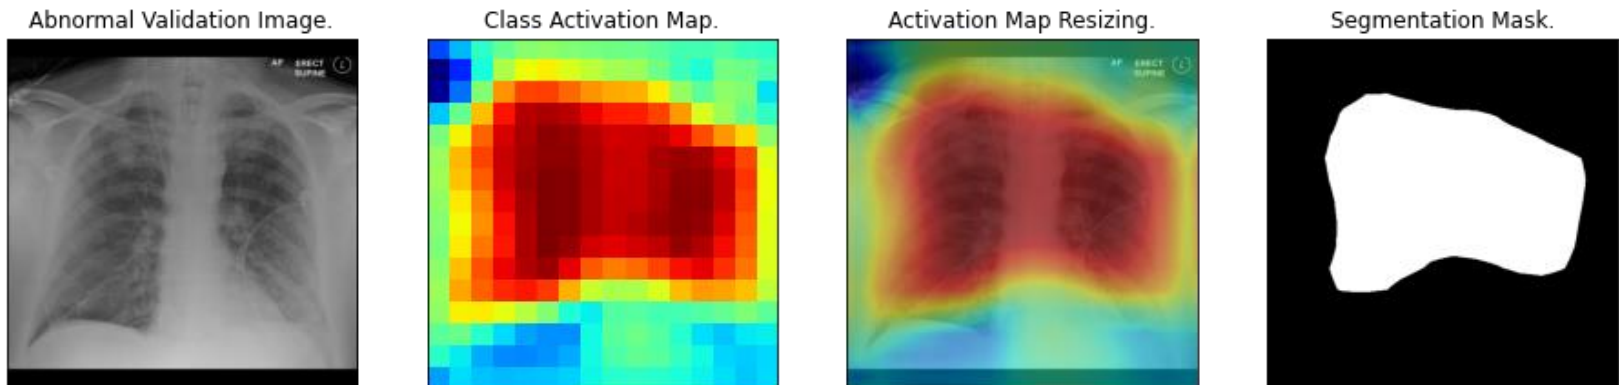 Abnormal Validation Image.
Class Activation Map.
Activation Map Resizing.
Segmentation Mask.
AP ERECT
SUPINE
L
AP ERECT
SUPINE
L